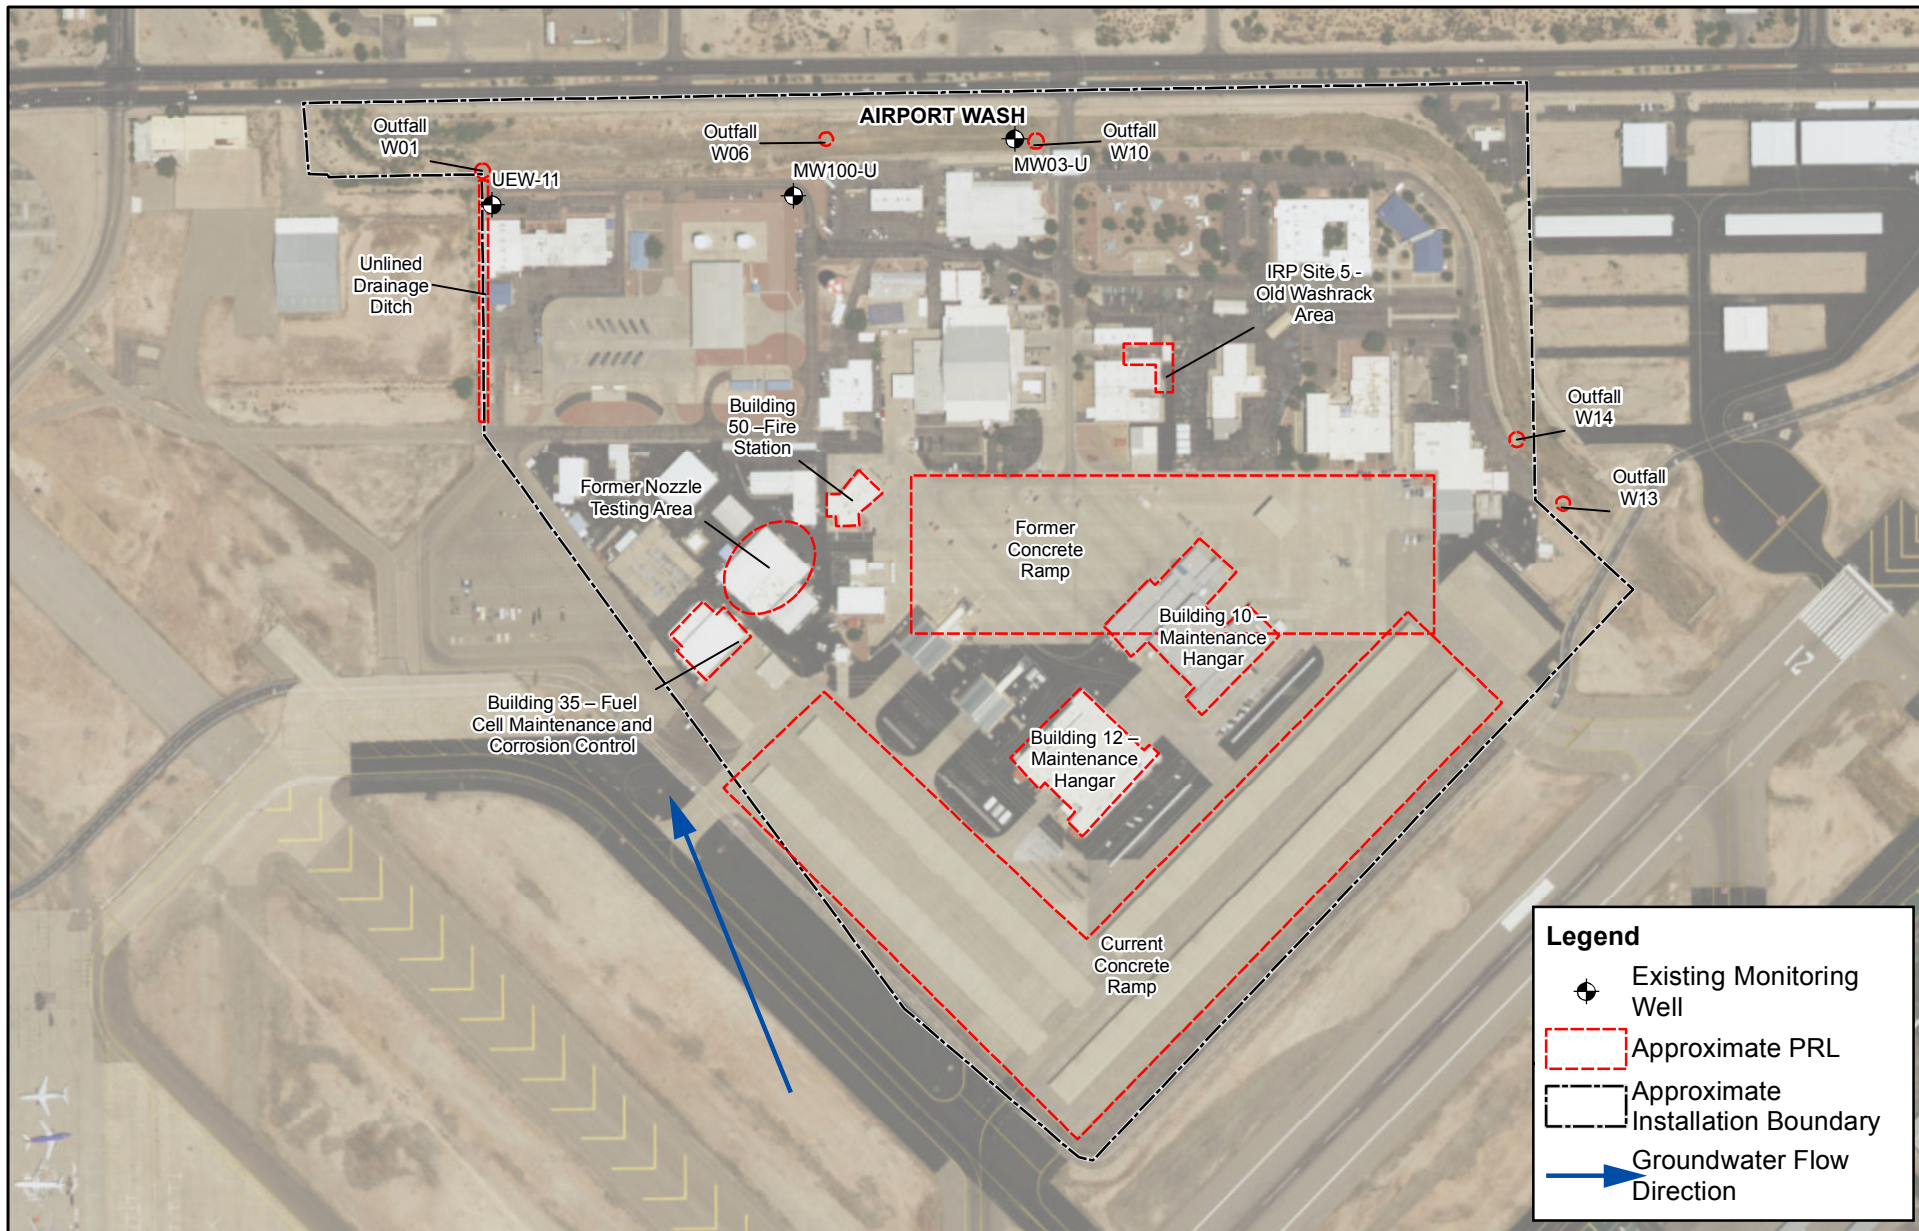 AIRPORT WASH
Outfall
W01
Outfall
W06
Outfall
W10
UEW-11
MW100-U
MW03-U
Unlined
Drainage
Ditch
IRP Site 5 -
Old Washrack
Area
Building
50 –Fire
Station
Outfall
W14
Former Nozzle
Testing Area
Outfall
W13
Former
Concrete
Ramp
Building 10 –
Maintenance
Hangar
Building 35 – Fuel
Cell Maintenance and
Corrosion Control
Building 12 –
Maintenance
Hangar
12
Current
Concrete
Ramp
Legend
Existing Monitoring
Well
Approximate PRL
Approximate
Installation Boundary
Groundwater Flow
Direction